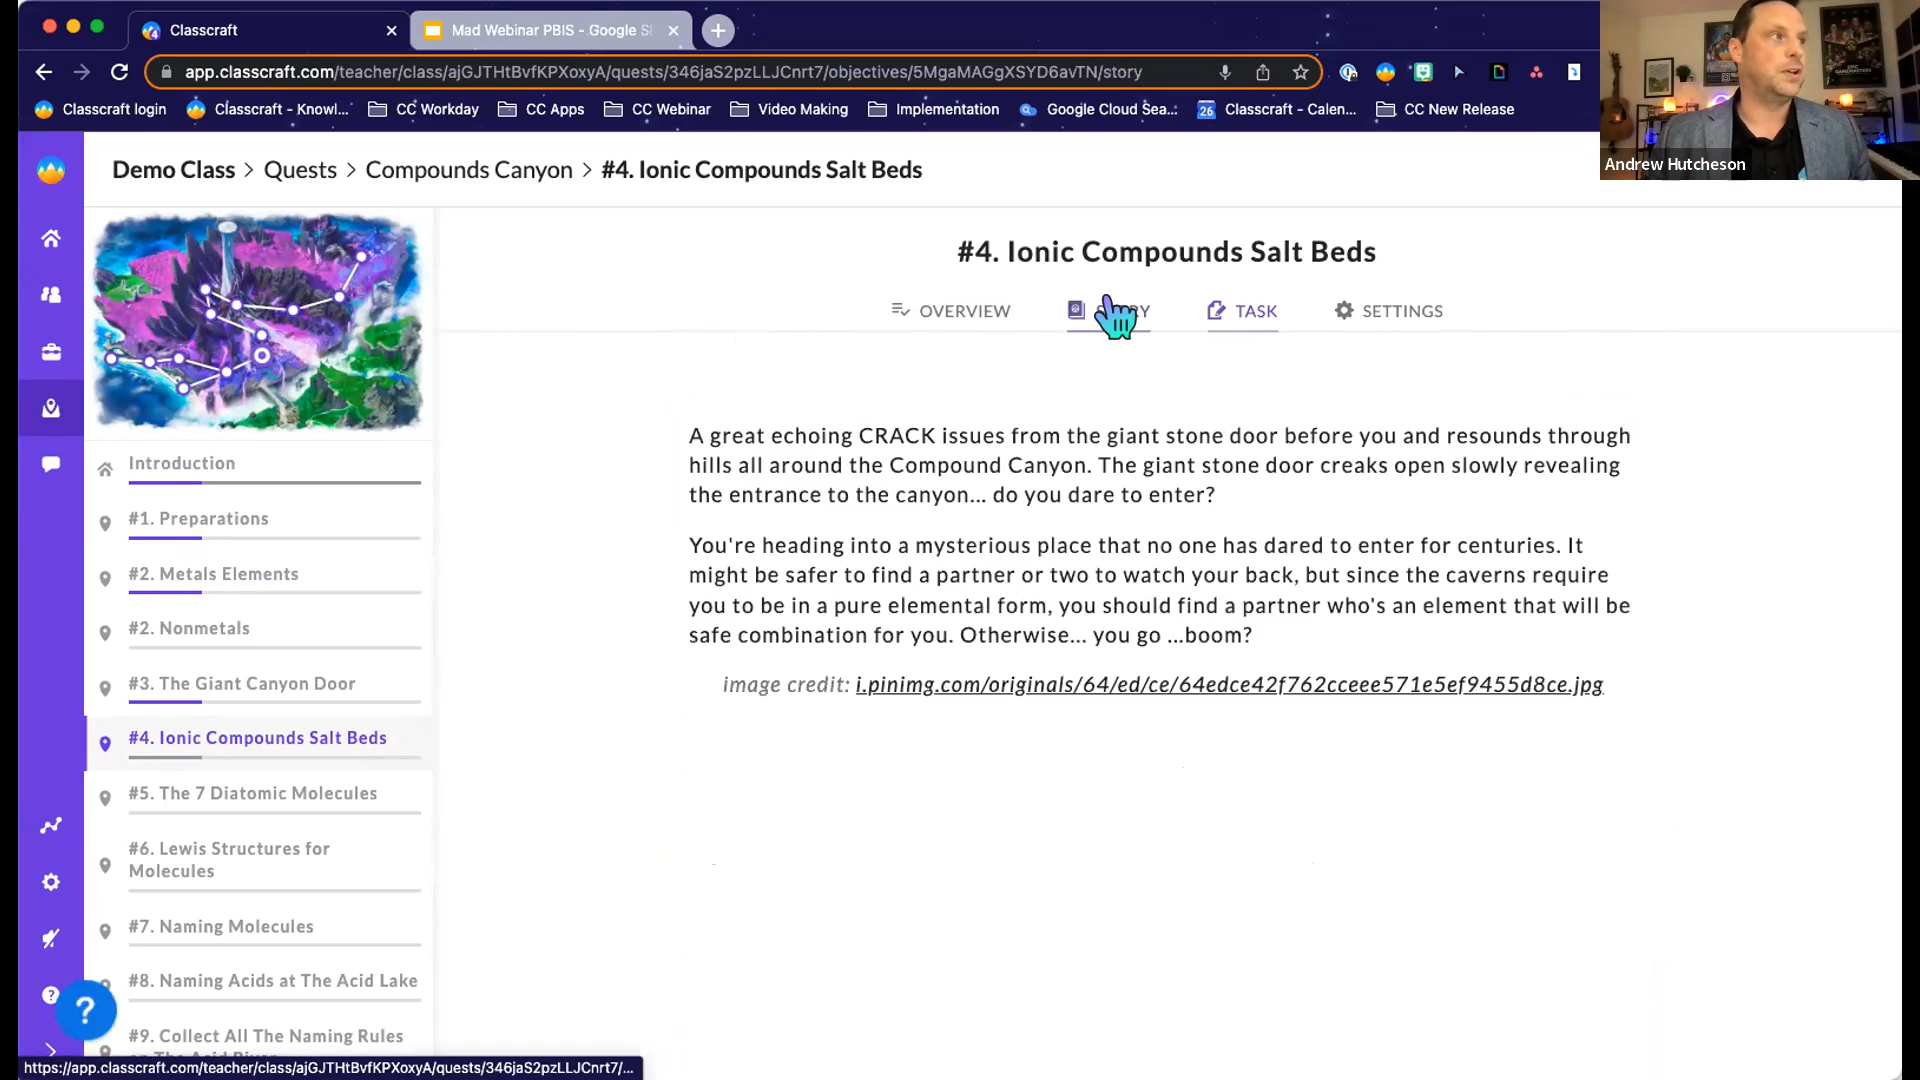 Classcraft
Mad Webinar PBIS - Google Sl
app.classcraft.com/teacher/class/ajGJTHtBvfKPXoxyA/quests/346jaS2pzLLJCnrt7/objectives/5MgaMAGgXSYD6avTN/story
Classcraft login
Classcraft - Knowl...
CC Workday
CC Apps
CC Webinar
Video Making
Implementation
Google Cloud Sea...
26
Classcraft - Calen...
CC New Release
Andrew Hutcheson
Demo Class > Quests > Compounds Canyon > #4. Ionic Compounds Salt Beds
#4. Ionic Compounds Salt Beds
OVERVIEW
TASK
SETTINGS
Introduction
#1. Preparations
#2. Metals Elements
#2. Nonmetals
#3. The Giant Canyon Door
#4. Ionic Compounds Salt Beds
#5. The 7 Diatomic Molecules
#6. Lewis Structures for
Molecules
#7. Naming Molecules
#8. Naming Acids at The Acid Lake
#9. Collect All The Naming Rules
A great echoing CRACK issues from the giant stone door before you and resounds through
hills all around the Compound Canyon. The giant stone door creaks open slowly revealing
the entrance to the canyon... do you dare to enter?
You're heading into a mysterious place that no one has dared to enter for centuries. It
might be safer to find a partner or two to watch your back, but since the caverns require
you to be in a pure elemental form, you should find a partner who's an element that will be
safe combination for you. Otherwise... you go ...boom?
image credit: i.pinimg.com/originals/64/ed/ce/64edce42f762cceee571e5ef9455d8ce.jpg
?
https://app.classcraft.com/teacher/class/ajGJTHtBvfKPXoxyA/quests/346jaS2pzLLJCnrt7/...